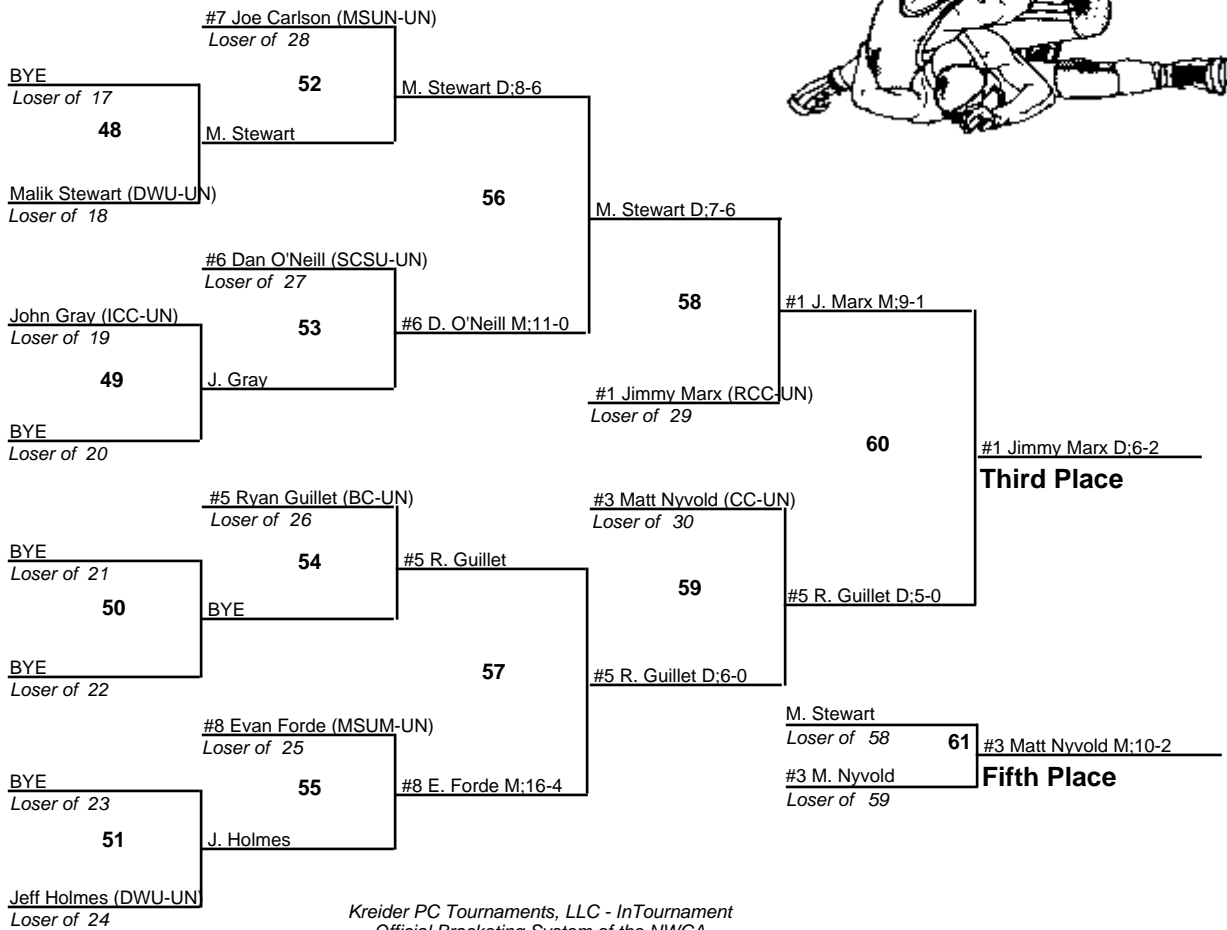 #7 Joe Carlson (MSUN-UN)
Loser of 28
BYE
Loser of 17
52
M. Stewart D;8-6
48
M. Stewart
Malik Stewart (DWU-UN)
Loser of 18
56
M. Stewart D;7-6
#6 Dan O'Neill (SCSU-UN)
Loser of 27
John Gray (ICC-UN)
Loser of 19
53
#6 D. O'Neill M;11-0
58
#1 J. Marx M;9-1
49
J. Gray
#1 Jimmy Marx (RCC-UN)
Loser of 29
BYE
Loser of 20
60
#1 Jimmy Marx D;6-2
Third Place
#5 Ryan Guillet (BC-UN)
Loser of 26
#3 Matt Nyvold (CC-UN)
Loser of 30
BYE
Loser of 21
54
#5 R. Guillet
59
#5 R. Guillet D;5-0
50
BYE
BYE
Loser of 22
57
#5 R. Guillet D;6-0
#8 Evan Forde (MSUM-UN)
Loser of 25
M. Stewart
Loser of 58
61
#3 Matt Nyvold M;10-2
Fifth Place
#3 M. Nyvold
Loser of 59
BYE
Loser of 23
55
#8 E. Forde M;16-4
51
J. Holmes
Jeff Holmes (DWU-UN)
Loser of 24
Kreider PC Tournaments, LLC - InTournament
Official Bracketing System of the NWCA